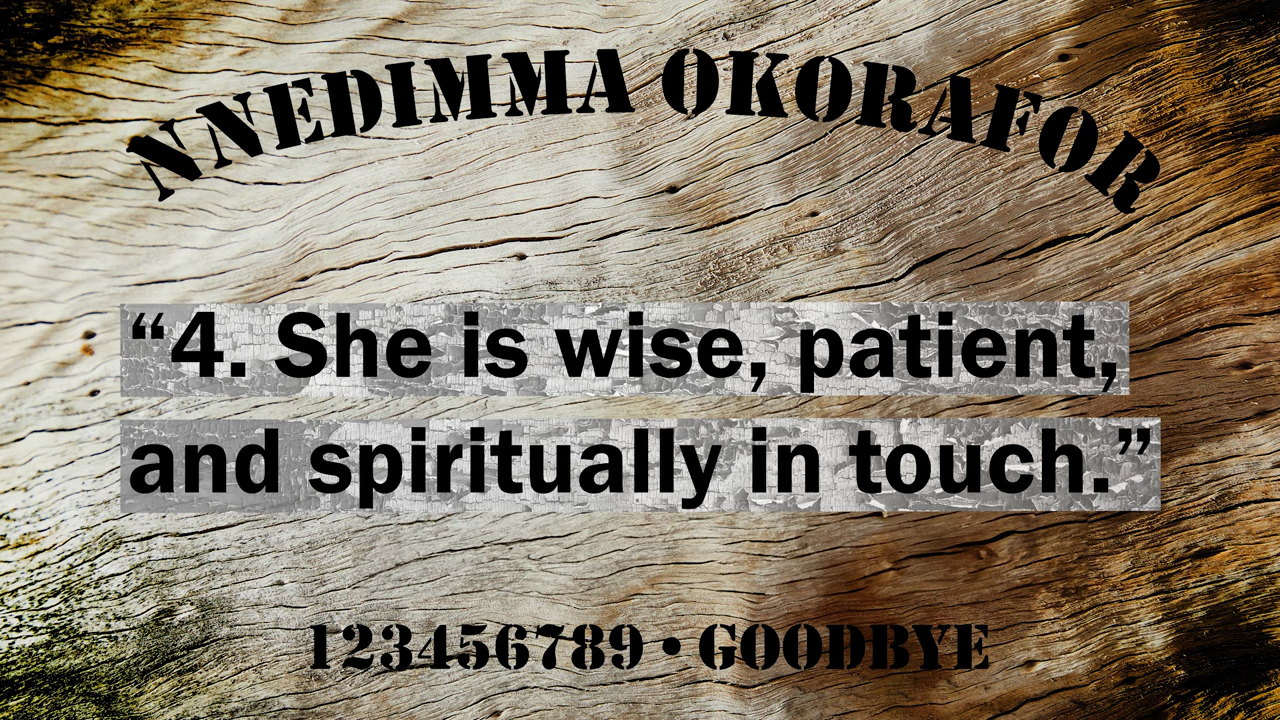 NNEDIMMA OKORAFOR
“4. She is wise, patient,
and spiritually in touch.”
123456789 • GOODBYE